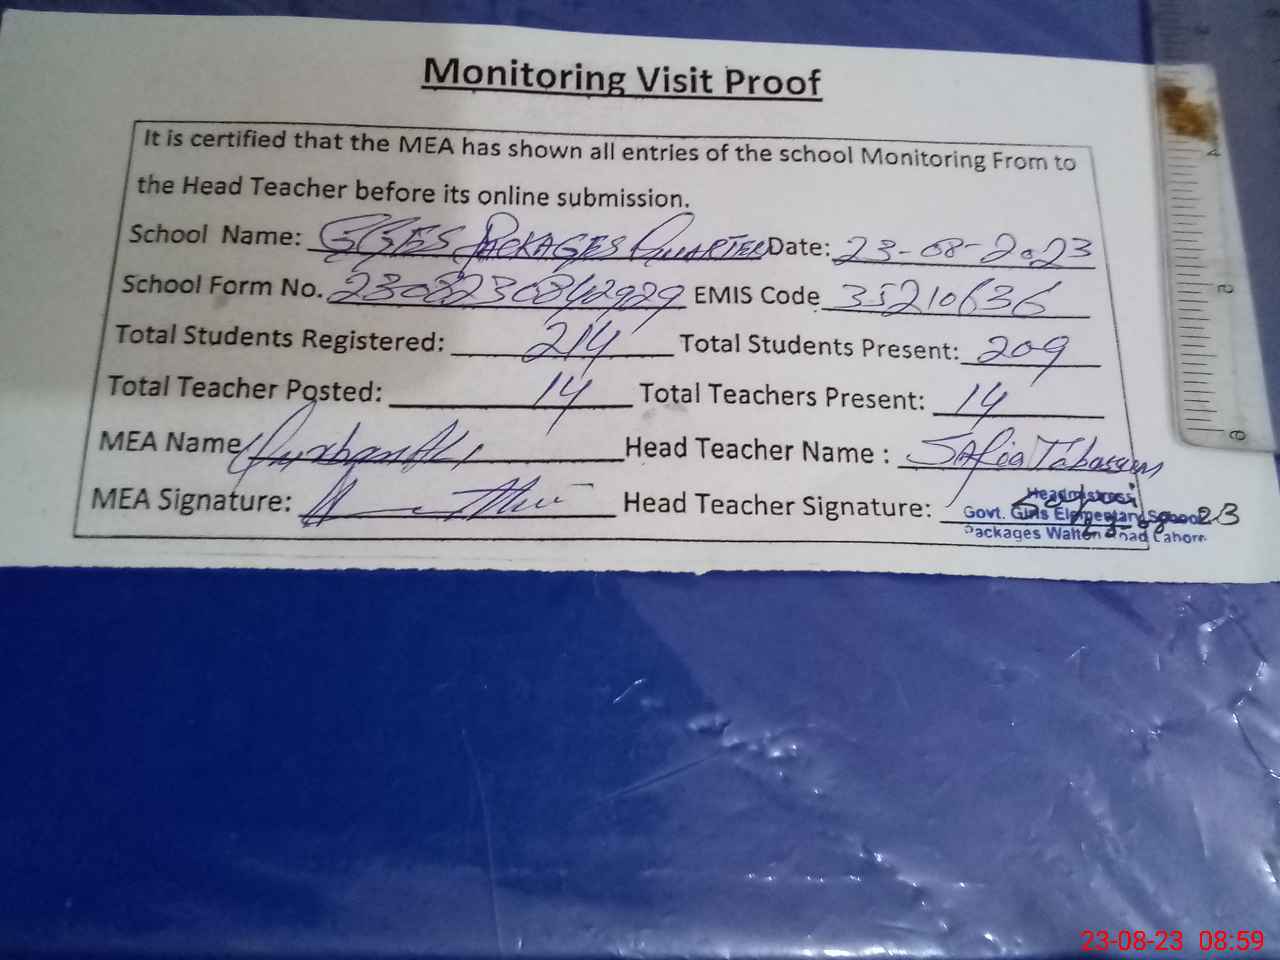 Monitoring Visit Proof
It is certified that the MEA has shown all entries of the school Monitoring From to
the Head Teacher before its online submission.
School Name: GGES PACKAGES QUARTER Date: 23-08-2023
School Form No. 2308230842929 EMIS Code 35210636
Total Students Registered: 214 Total Students Present: 209
Total Teacher Posted: 14 Total Teachers Present: 14
MEA Name Ali Head Teacher Name : Safia Tabassum
MEA Signature: Head Teacher Signature:
Headmistress
Govt. Girls Elementary School
Packages Walton Road Lahore
4
2
0
23-08-23 08:59